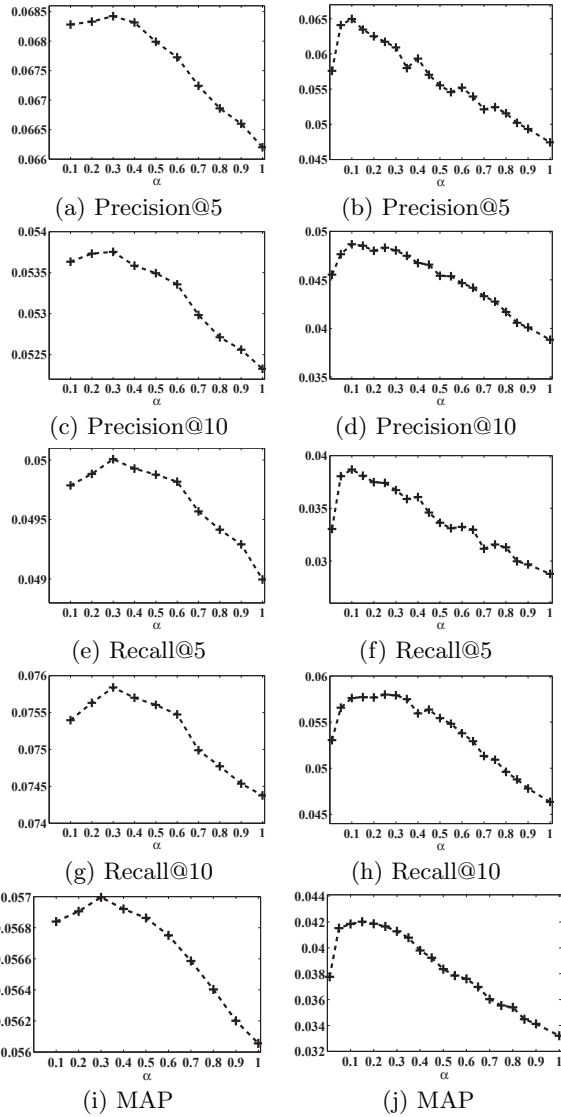 0.0685
0.068
0.0675
0.067
0.0665
0.066
0.1 0.2 0.3 0.4 0.5 0.6 0.7 0.8 0.9 1
α
(a) Precision@5
0.065
0.06
0.055
0.05
0.045
0.1 0.2 0.3 0.4 0.5 0.6 0.7 0.8 0.9 1
α
(b) Precision@5
0.054
0.0535
0.053
0.0525
0.1 0.2 0.3 0.4 0.5 0.6 0.7 0.8 0.9 1
α
(c) Precision@10
0.05
0.045
0.04
0.035
0.1 0.2 0.3 0.4 0.5 0.6 0.7 0.8 0.9 1
α
(d) Precision@10
0.05
0.0495
0.049
0.1 0.2 0.3 0.4 0.5 0.6 0.7 0.8 0.9 1
α
(e) Recall@5
0.04
0.035
0.03
0.1 0.2 0.3 0.4 0.5 0.6 0.7 0.8 0.9 1
α
(f) Recall@5
0.076
0.0755
0.075
0.0745
0.074
0.1 0.2 0.3 0.4 0.5 0.6 0.7 0.8 0.9 1
α
(g) Recall@10
0.06
0.055
0.05
0.045
0.1 0.2 0.3 0.4 0.5 0.6 0.7 0.8 0.9 1
α
(h) Recall@10
0.057
0.0568
0.0566
0.0564
0.0562
0.056
0.1 0.2 0.3 0.4 0.5 0.6 0.7 0.8 0.9 1
α
(i) MAP
0.044
0.042
0.04
0.038
0.036
0.034
0.032
0.1 0.2 0.3 0.4 0.5 0.6 0.7 0.8 0.9 1
α
(j) MAP